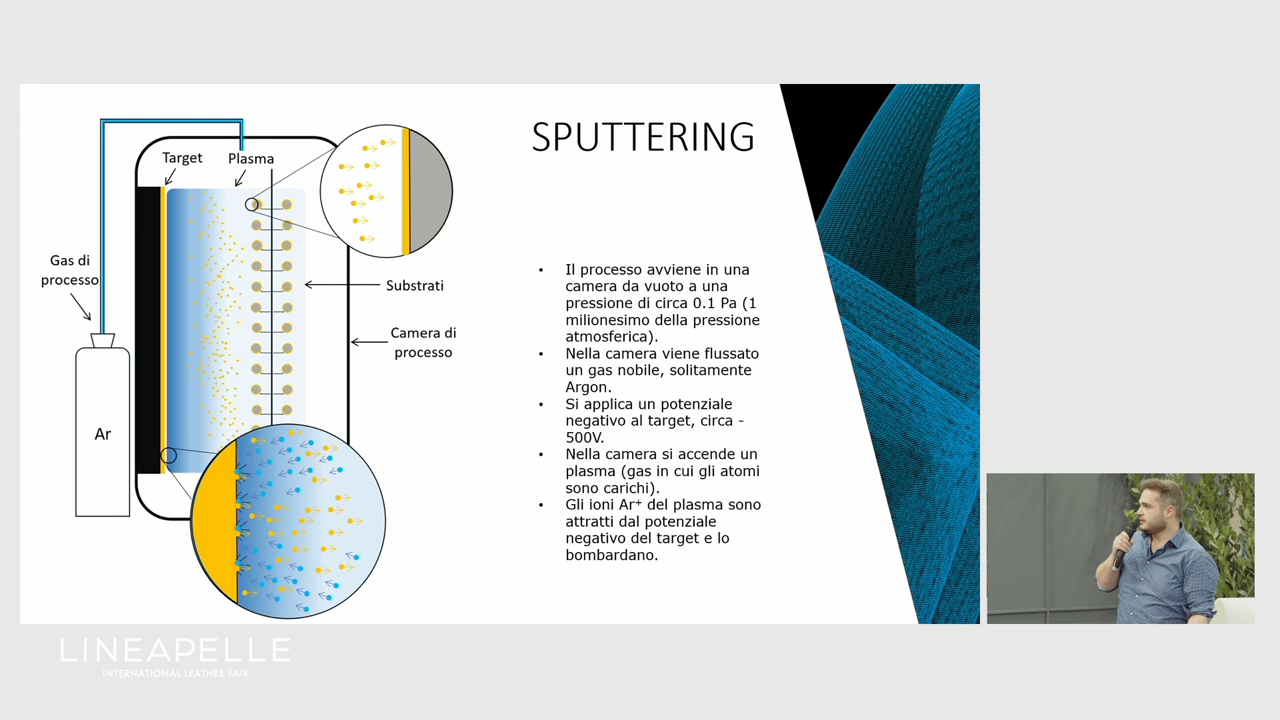 SPUTTERING
Target
Plasma
Gas di
processo
Substrati
Camera di
processo
Ar
• Il processo avviene in una
camera da vuoto a una
pressione di circa 0.1 Pa (1
milionesimo della pressione
atmosferica).
• Nella camera viene flussato
un gas nobile, solitamente
Argon.
• Si applica un potenziale
negativo al target, circa -
500V.
• Nella camera si accende un
plasma (gas in cui gli atomi
sono carichi).
• Gli ioni Ar⁺ del plasma sono
attratti dal potenziale
negativo del target e lo
bombardano.
LINEAPELLE
INTERNATIONAL LEATHER FAIR